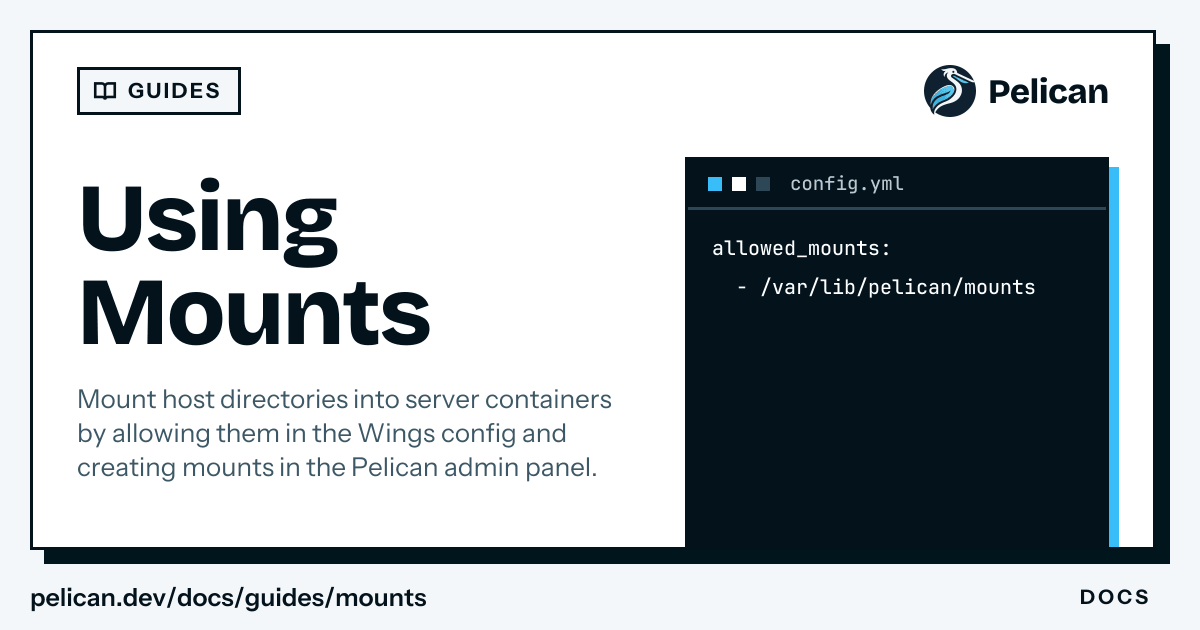 GUIDES
Pelican
Using
Mounts
Mount host directories into server containers
by allowing them in the Wings config and
creating mounts in the Pelican admin panel.
config.yml
allowed_mounts:
  - /var/lib/pelican/mounts
pelican.dev/docs/guides/mounts
DOCS